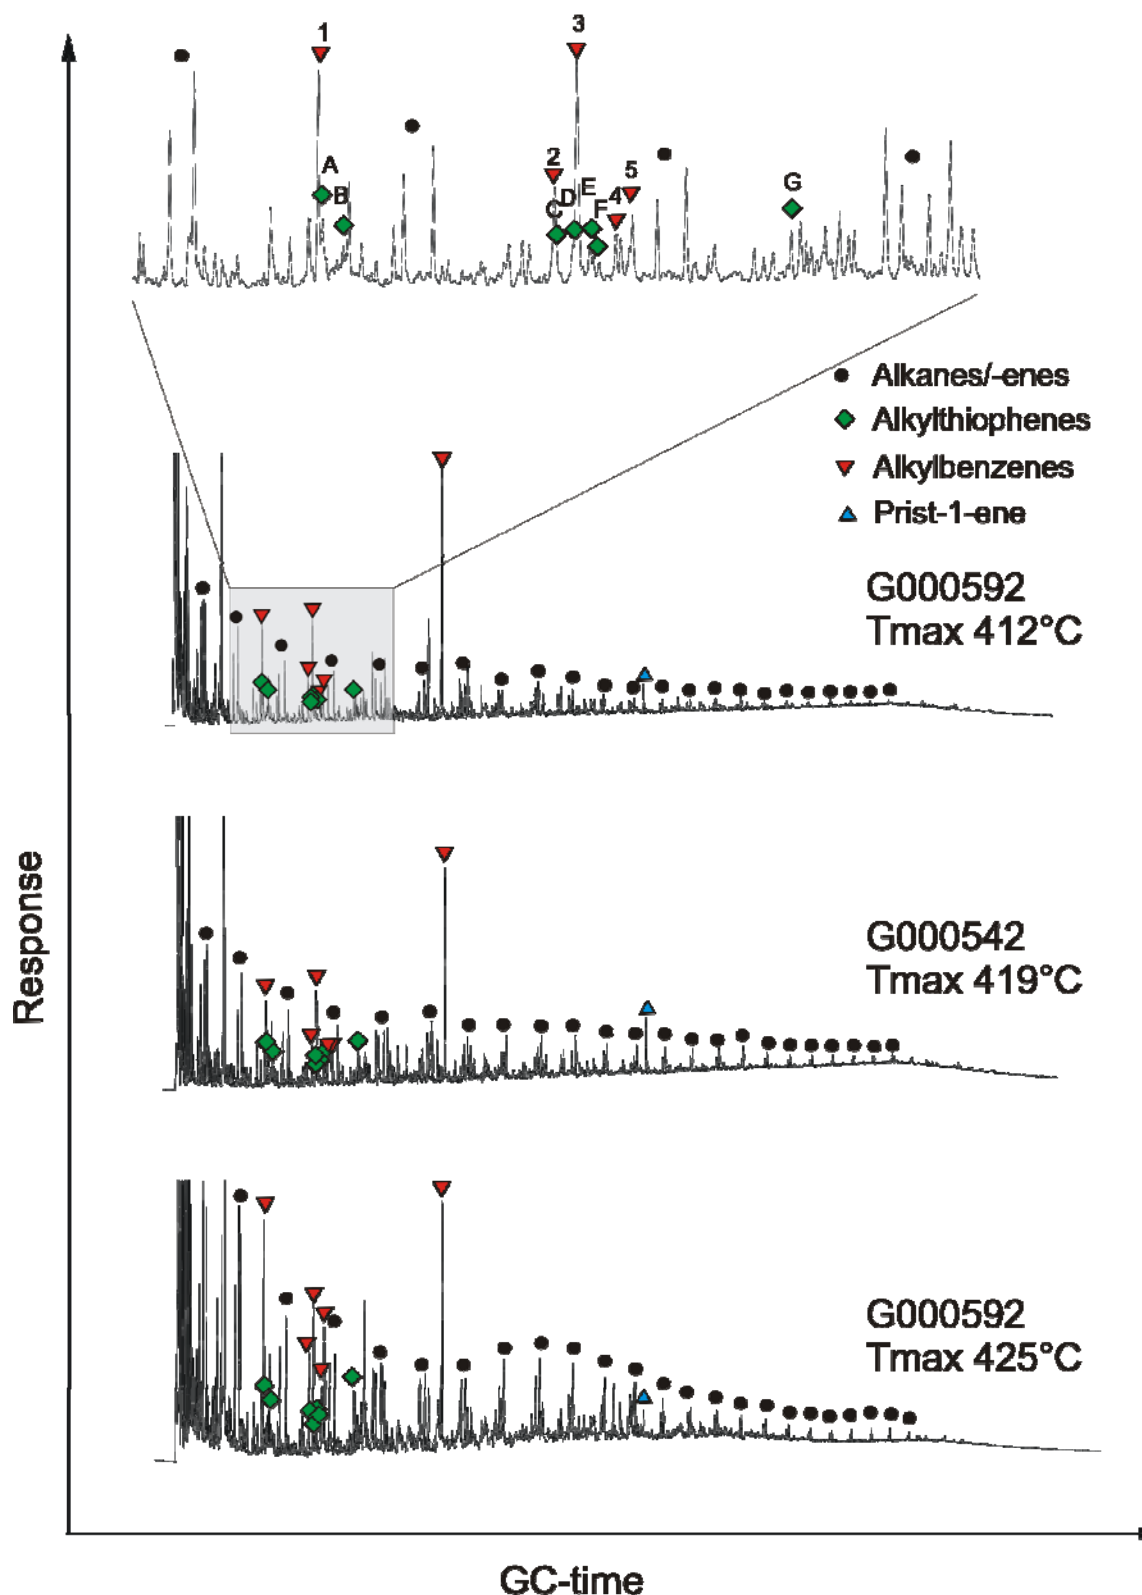 1
3
A
B
2
C
D
E
F
4
5
G
Alkanes/-enes
Alkylthiophenes
Alkylbenzenes
Prist-1-ene
G000592
Tmax 412°C
G000542
Tmax 419°C
G000592
Tmax 425°C
Response
GC-time